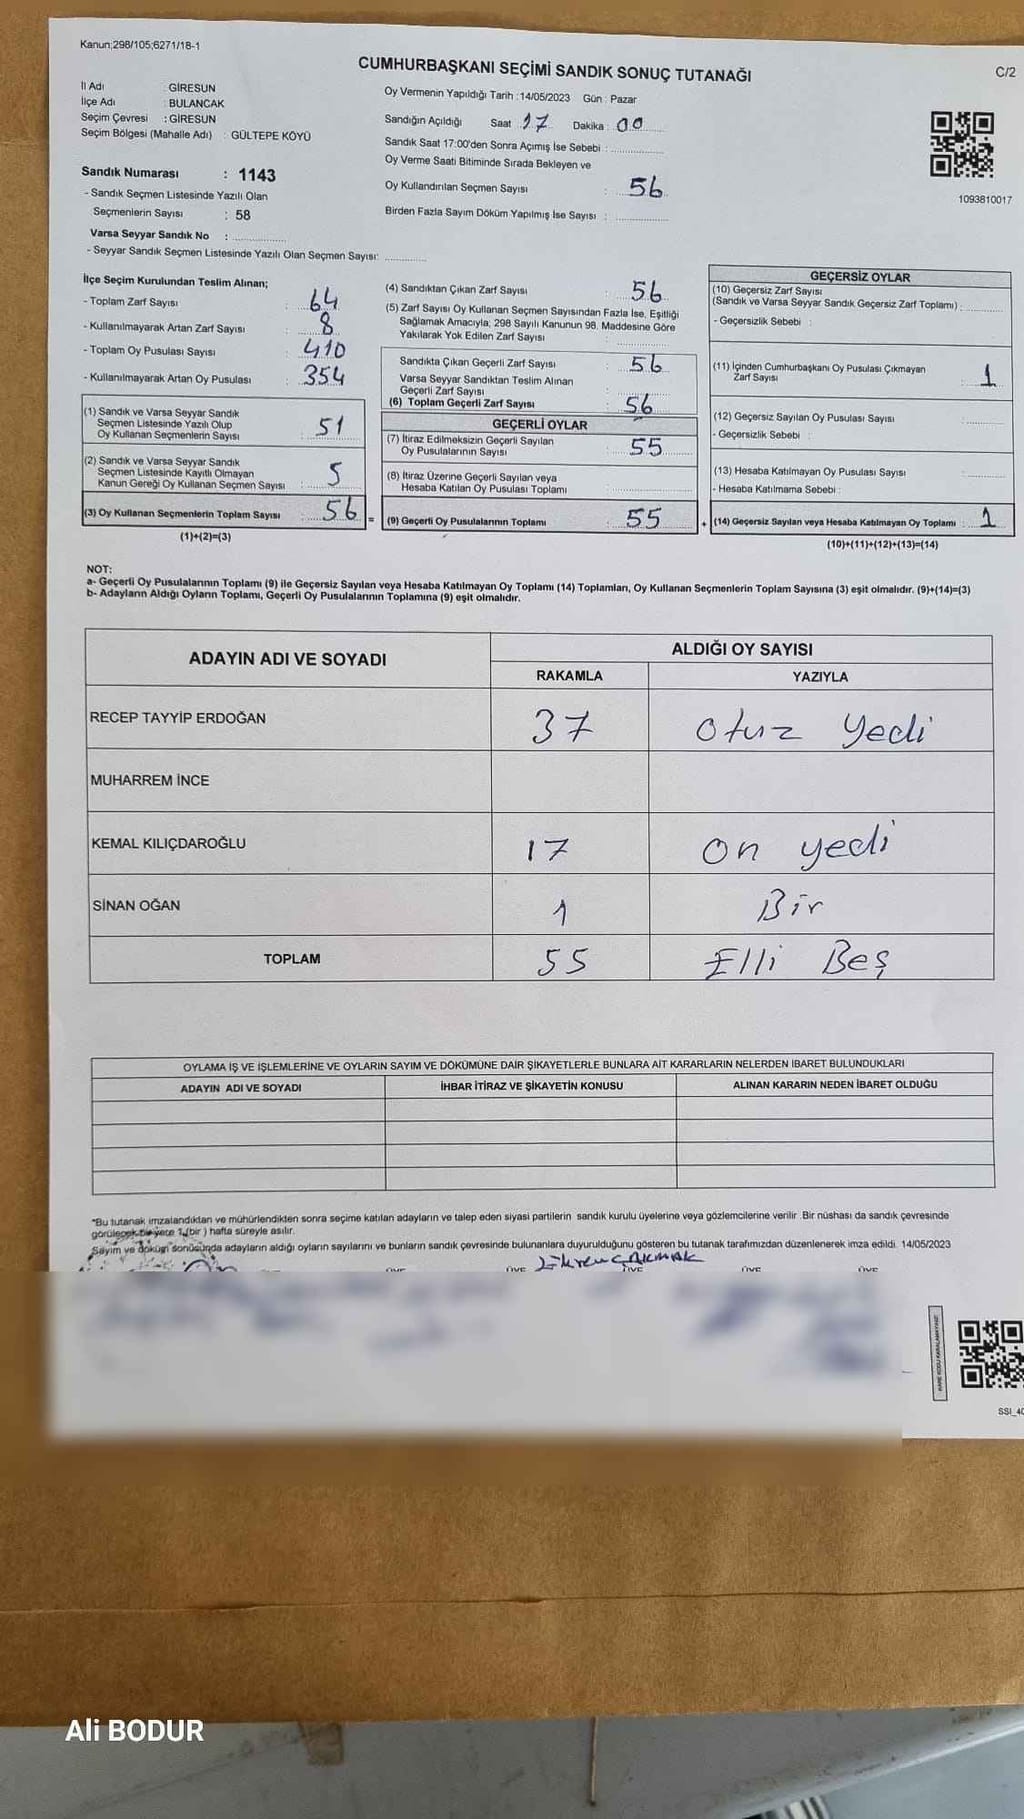 Kanun;298/105;6271/18-1
CUMHURBAŞKANI SEÇİMİ SANDIK SONUÇ TUTANAĞI
C/2
İl Adı : GİRESUN
İlçe Adı : BULANCAK
Seçim Çevresi : GİRESUN
Seçim Bölgesi (Mahalle Adı) : GÜLTEPE KÖYÜ
Sandık Numarası : 1143
- Sandık Seçmen Listesinde Yazılı Olan
Seçmenlerin Sayısı : 58
Varsa Seyyar Sandık No :
- Seyyar Sandık Seçmen Listesinde Yazılı Olan Seçmen Sayısı:
Oy Vermenin Yapıldığı Tarih :14/05/2023 Gün : Pazar
Sandığın Açıldığı Saat 17 Dakika : 00
Sandık Saat 17:00'den Sonra Açımış İse Sebebi :
Oy Verme Saati Bitiminde Sırada Bekleyen ve
Oy Kullandırılan Seçmen Sayısı : 56
Birden Fazla Sayım Döküm Yapılmış İse Sayısı :
1093810017
İlçe Seçim Kurulundan Teslim Alınan;
- Toplam Zarf Sayısı : 64
- Kullanılmayarak Artan Zarf Sayısı : 8
- Toplam Oy Pusulası Sayısı : 410
- Kullanılmayarak Artan Oy Pusulası : 354
(1) Sandık ve Varsa Seyyar Sandık
Seçmen Listesinde Yazılı Olup
Oy Kullanan Seçmenlerin Sayısı : 51
(2) Sandık ve Varsa Seyyar Sandık
Seçmen Listesinde Kayıtlı Olmayan
Kanun Gereği Oy Kullanan Seçmen Sayısı : 5
(3) Oy Kullanan Seçmenlerin Toplam Sayısı : 56
(1)+(2)=(3)
(4) Sandıktan Çıkan Zarf Sayısı : 56
(5) Zarf Sayısı Oy Kullanan Seçmen Sayısından Fazla İse, Eşitliği
Sağlamak Amacıyla; 298 Sayılı Kanunun 98. Maddesine Göre
Yakılarak Yok Edilen Zarf Sayısı :
Sandıkta Çıkan Geçerli Zarf Sayısı : 56
Varsa Seyyar Sandıktan Teslim Alınan
Geçerli Zarf Sayısı :
(6) Toplam Geçerli Zarf Sayısı : 56
GEÇERLİ OYLAR
(7) İtiraz Edilmeksizin Geçerli Sayılan
Oy Pusulalarının Sayısı : 55
(8) İtiraz Üzerine Geçerli Sayılan veya
Hesaba Katılan Oy Pusulası Toplamı :
= (9) Geçerli Oy Pusulalarının Toplamı : 55
GEÇERSİZ OYLAR
(10) Geçersiz Zarf Sayısı
(Sandık ve Varsa Seyyar Sandık Geçersiz Zarf Toplamı) :
- Geçersizlik Sebebi :
(11) İçinden Cumhurbaşkanı Oy Pusulası Çıkmayan
Zarf Sayısı : 1
(12) Geçersiz Sayılan Oy Pusulası Sayısı :
- Geçersizlik Sebebi :
(13) Hesaba Katılmayan Oy Pusulası Sayısı :
- Hesaba Katılmama Sebebi :
+ (14) Geçersiz Sayılan veya Hesaba Katılmayan Oy Toplamı : 1
(10)+(11)+(12)+(13)=(14)
NOT:
a- Geçerli Oy Pusulalarının Toplamı (9) ile Geçersiz Sayılan veya Hesaba Katılmayan Oy Toplamı (14) Toplamları, Oy Kullanan Seçmenlerin Toplam Sayısına (3) eşit olmalıdır. (9)+(14)=(3)
b- Adayların Aldığı Oyların Toplamı, Geçerli Oy Pusulalarının Toplamına (9) eşit olmalıdır.
ADAYIN ADI VE SOYADI
ALDIĞI OY SAYISI
RAKAMLA YAZIYLA
RECEP TAYYİP ERDOĞAN 37 Otuz Yedi
MUHARREM İNCE
KEMAL KILIÇDAROĞLU 17 on yedi
SİNAN OĞAN 1 Bir
TOPLAM 55 Elli Beş
OYLAMA İŞ VE İŞLEMLERİNE VE OYLARIN SAYIM VE DÖKÜMÜNE DAİR ŞİKAYETLERLE BUNLARA AİT KARARLARIN NELERDEN İBARET BULUNDUKLARI
ADAYIN ADI VE SOYADI İHBAR İTİRAZ VE ŞİKAYETİN KONUSU ALINAN KARARIN NEDEN İBARET OLDUĞU
*Bu tutanak imzalandıktan ve mühürlendikten sonra seçime katılan adayların ve talep eden siyasi partilerin sandık kurulu üyelerine veya gözlemcilerine verilir. Bir nüshası da sandık çevresinde
görülecek bir yere 1 (bir ) hafta süreyle asılır.
Sayım ve döküm sonucunda adayların aldığı oyların sayılarını ve bunların sandık çevresinde bulunanlara duyurulduğunu gösteren bu tutanak tarafımızdan düzenlenerek imza edildi. 14/05/2023
ÜYE ÜYE ÜYE ÜYE ÜYE
ÇAKMAK
Ali BODUR